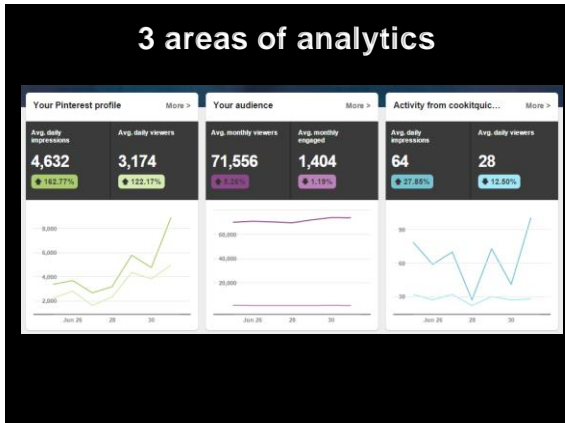 3 areas of analytics
Your Pinterest profile More >
Avg. daily impressions
Avg. daily viewers
4,632 3,174
162.77% 122.17%
8,000
6,000
4,000
2,000
Jun 26 28 30
Your audience More >
Avg. monthly viewers
Avg. monthly engaged
71,556 1,404
1.19%
60,000
40,000
20,000
Jun 26 28 30
Activity from cookitquic... More >
Avg. daily impressions
Avg. daily viewers
64 28
27.85% 12.50%
90
60
30
Jun 26 28 30